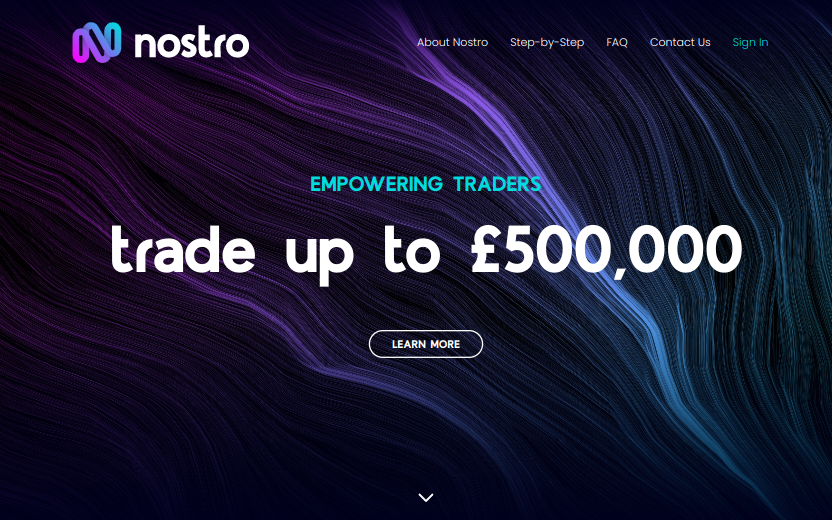 nostro
About Nostro Step-by-Step FAQ Contact Us Sign In
EMPOWERING TRADERS
trade up to £500,000
LEARN MORE